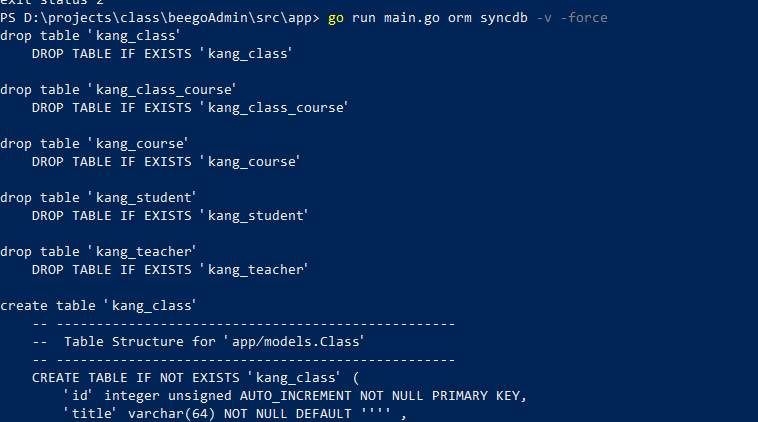 exit status 2
PS D:\projects\class\beegoAdmin\src\app> go run main.go orm syncdb -v -force
drop table `kang_class`
    DROP TABLE IF EXISTS `kang_class`

drop table `kang_class_course`
    DROP TABLE IF EXISTS `kang_class_course`

drop table `kang_course`
    DROP TABLE IF EXISTS `kang_course`

drop table `kang_student`
    DROP TABLE IF EXISTS `kang_student`

drop table `kang_teacher`
    DROP TABLE IF EXISTS `kang_teacher`

create table `kang_class`
    -- --------------------------------------------------
    --  Table Structure for `app/models.Class`
    -- --------------------------------------------------
    CREATE TABLE IF NOT EXISTS `kang_class` (
        `id` integer unsigned AUTO_INCREMENT NOT NULL PRIMARY KEY,
        `title` varchar(64) NOT NULL DEFAULT '''' ,